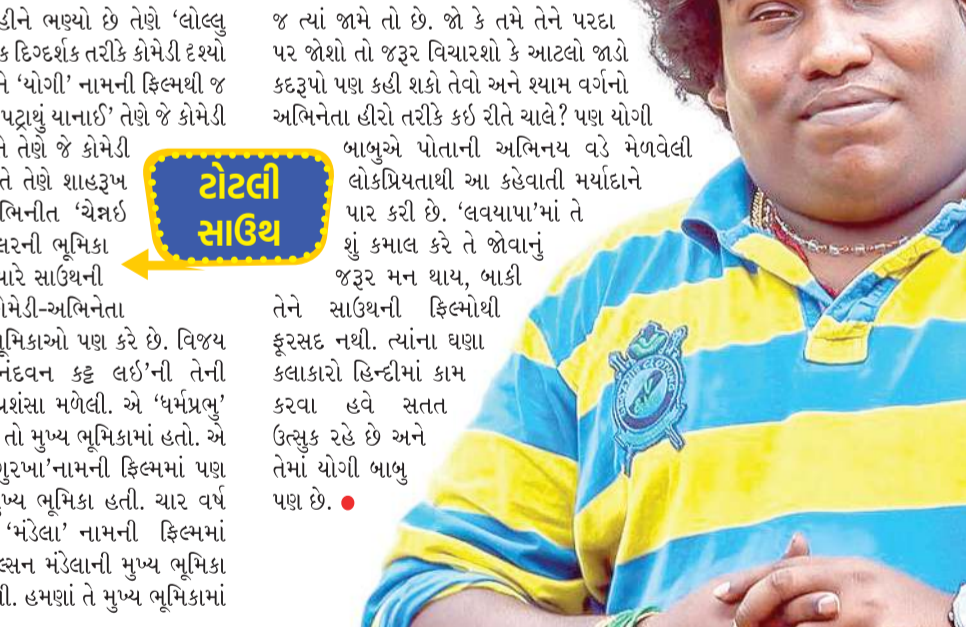 હીને ભણ્યો છે તેણે ‘લોલ્લુ
ક દિગ્દર્શક તરીકે કોમેડી દૃશ્યો
ને ‘યોગી’ નામની ફિલ્મથી જ
પટ્રાથું યાનાઈ’ તેણે જે કોમેડી
તે તેણે જે કોમેડી
તે તેણે શાહરૂખ
ભિનીત ‘ચેન્નઇ
લરની ભૂમિકા
યારે સાઉથની
ોમેડી-અભિનેતા
ૂમિકાઓ પણ કરે છે. વિજય
નંદવન કટ્ટ લઇ’ની તેની
પ્રશંસા મળેલી. એ ‘ધર્મપ્રભુ’
તો મુખ્ય ભૂમિકામાં હતો. એ
ગુરખા’નામની ફિલ્મમાં પણ
ખ્ય ભૂમિકા હતી. ચાર વર્ષ
‘મંડેલા’ નામની ફિલ્મમાં
લ્સન મંડેલાની મુખ્ય ભૂમિકા
ી. હમણાં તે મુખ્ય ભૂમિકામાં
ટોટલી
સાઉથ
જ ત્યાં જામે તો છે. જો કે તમે તેને પરદા
પર જોશો તો જરૂર વિચારશો કે આટલો જાડો
કદરૂપો પણ કહી શકો તેવો અને શ્યામ વર્ગનો
અભિનેતા હીરો તરીકે કઇ રીતે ચાલે? પણ યોગી
બાબુએ પોતાની અભિનય વડે મેળવેલી
લોકપ્રિયતાથી આ કહેવાતી મર્યાદાને
પાર કરી છે. ‘લવયાપા’માં તે
શું કમાલ કરે તે જોવાનું
જરૂર મન થાય, બાકી
તેને સાઉથની ફિલ્મોથી
ફૂરસદ નથી. ત્યાંના ઘણા
કલાકારો હિન્દીમાં કામ
કરવા હવે સતત
ઉત્સુક રહે છે અને
તેમાં યોગી બાબુ
પણ છે.